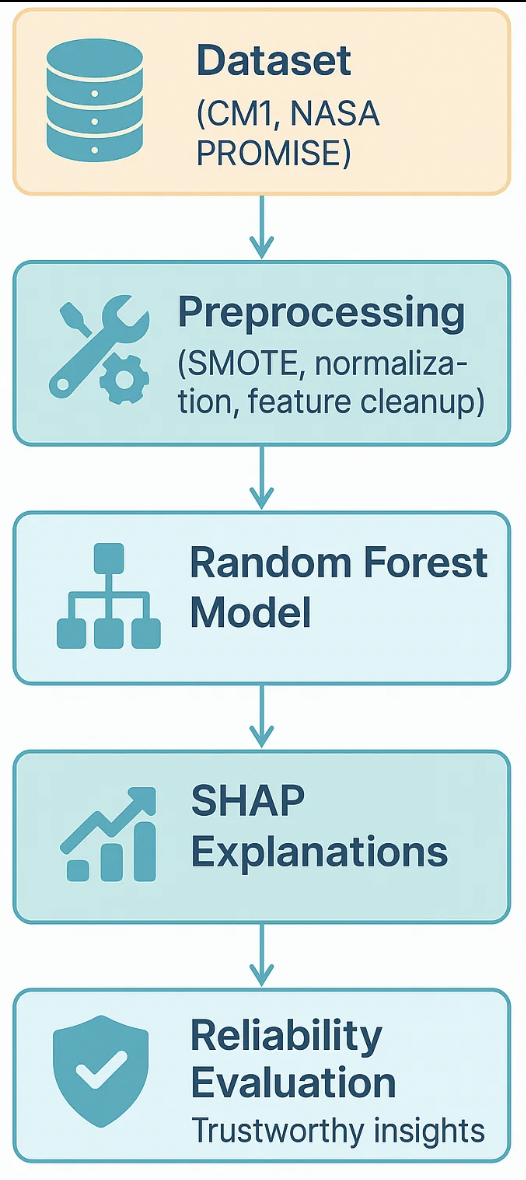 Dataset
(CM1, NASA
PROMISE)
Preprocessing
(SMOTE, normaliza-
tion, feature cleanup)
Random Forest
Model
SHAP
Explanations
Reliability
Evaluation
Trustworthy insights